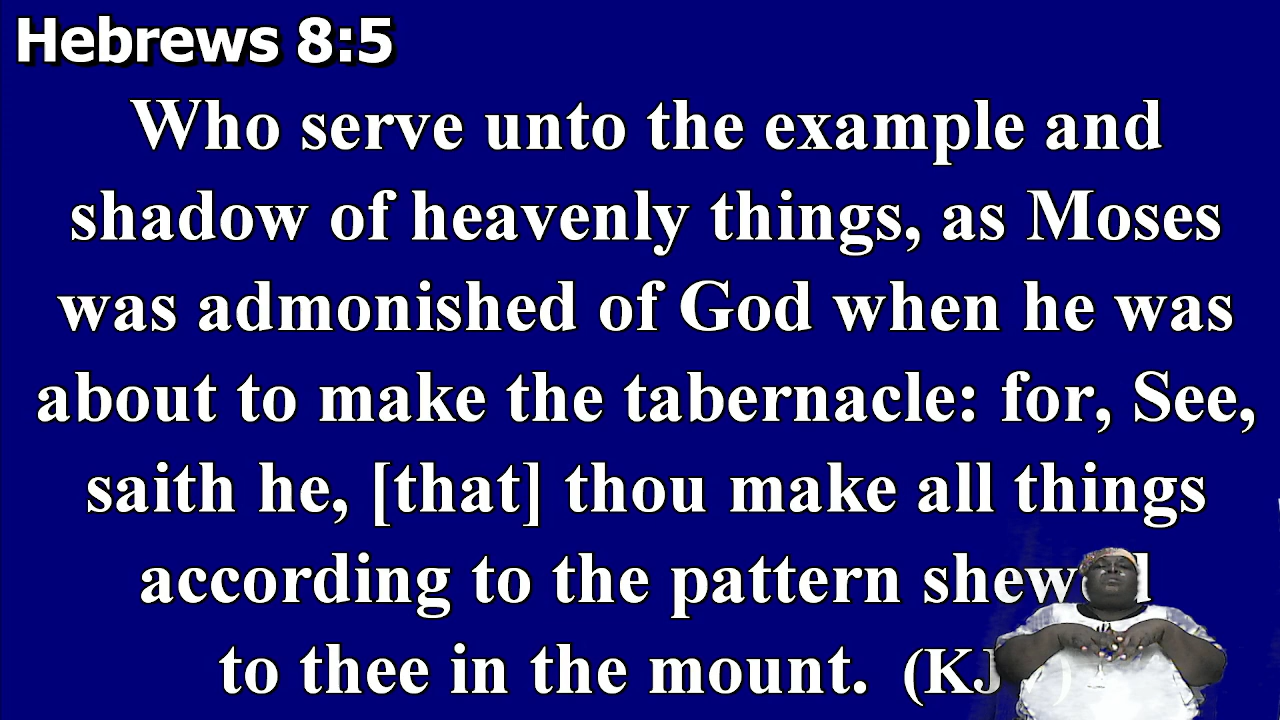 Hebrews 8:5
Who serve unto the example and
shadow of heavenly things, as Moses
was admonished of God when he was
about to make the tabernacle: for, See,
saith he, [that] thou make all things
according to the pattern
to thee in the mount.